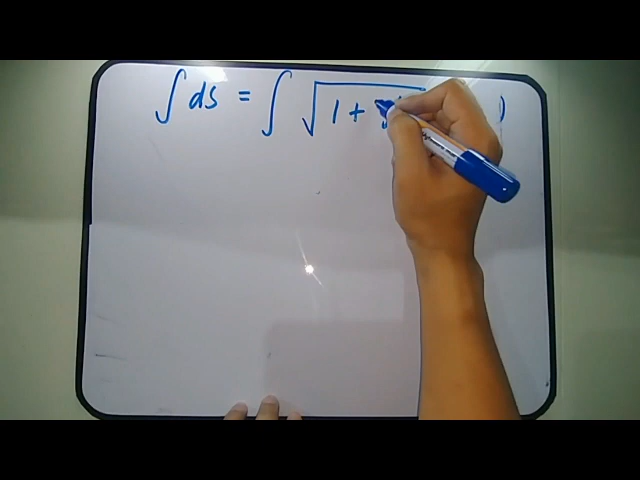 ∫ ds = ∫ √(1 + )